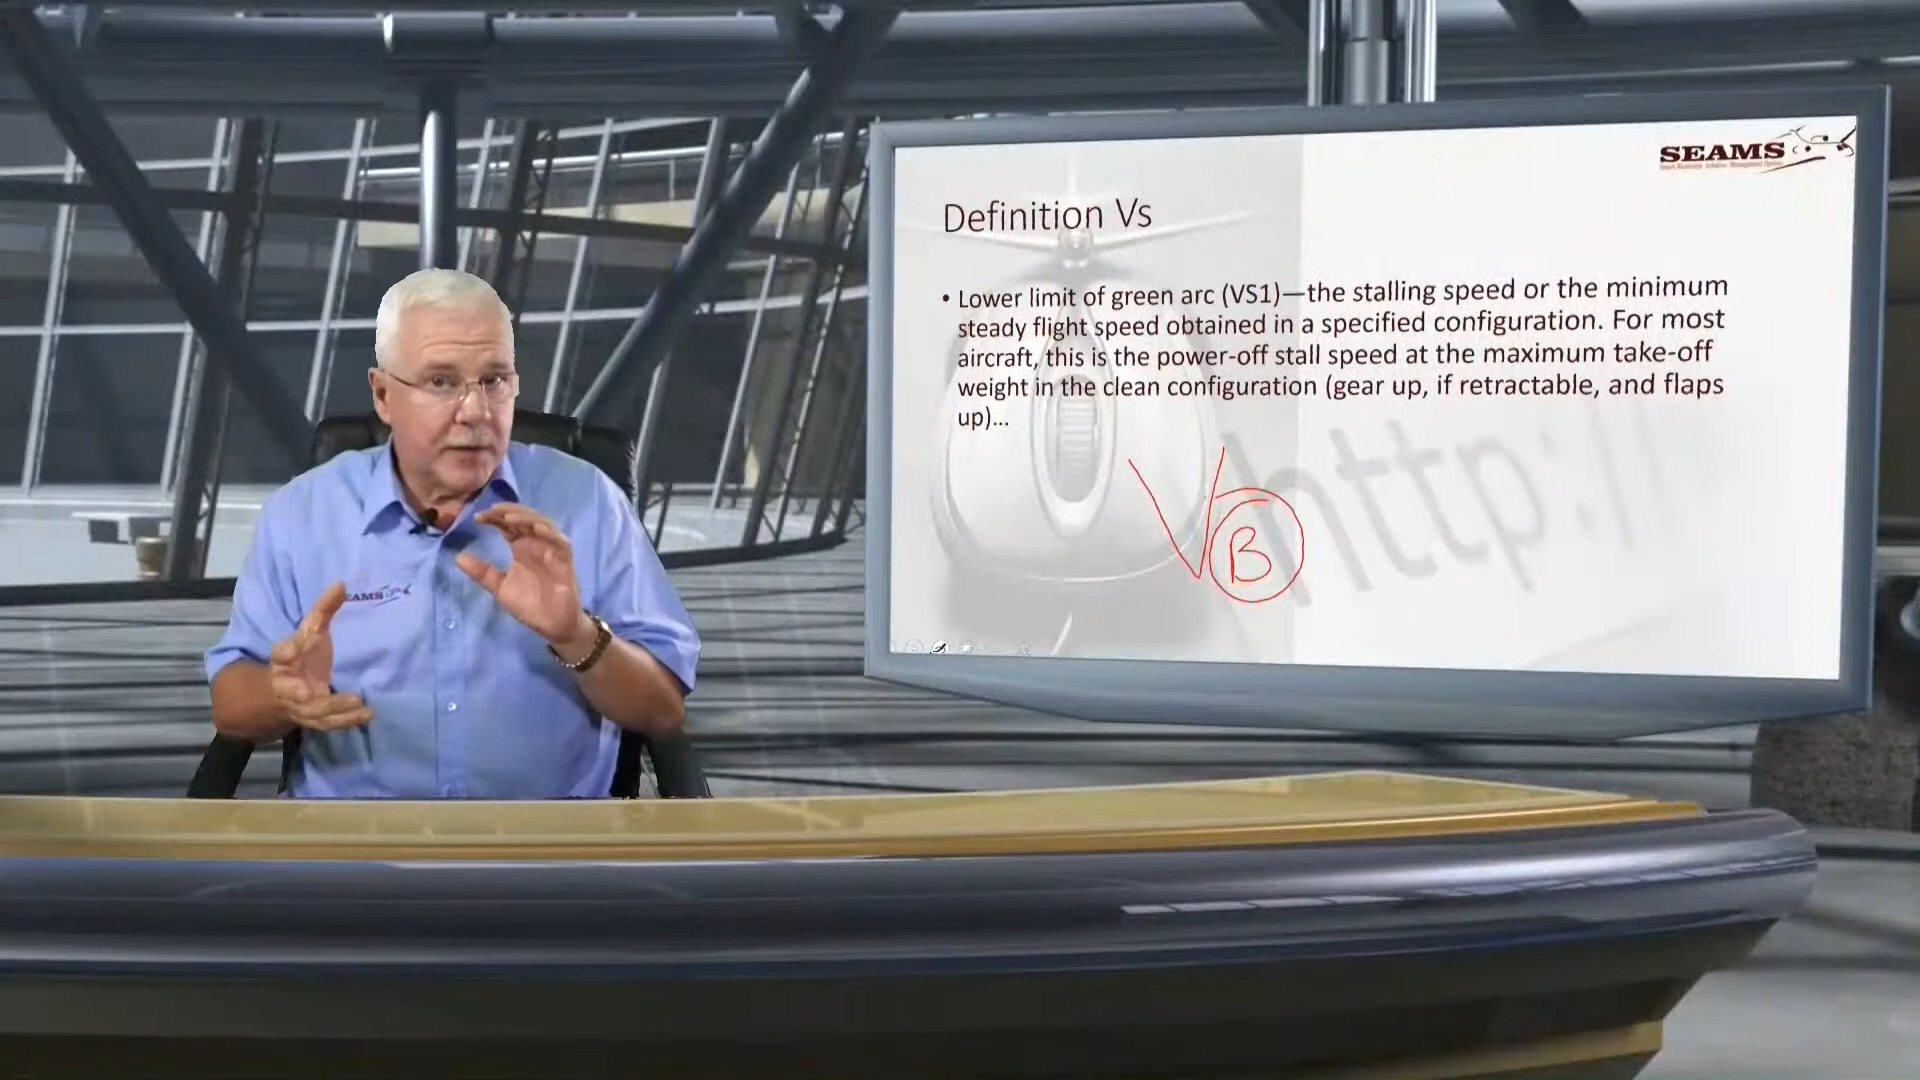 SEAMS
Definition Vs
• Lower limit of green arc (VS1)—the stalling speed or the minimum
steady flight speed obtained in a specified configuration. For most
aircraft, this is the power-off stall speed at the maximum take-off
weight in the clean configuration (gear up, if retractable, and flaps
up)...
http://
V B
EAMS